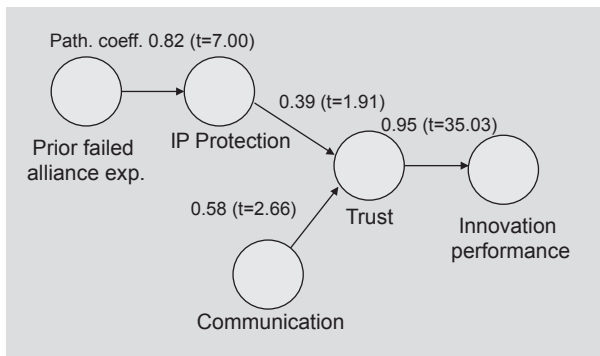 Path. coeff. 0.82 (t=7.00)
0.39 (t=1.91)
0.95 (t=35.03)
Prior failed
alliance exp.
IP Protection
0.58 (t=2.66)
Trust
Innovation
performance
Communication